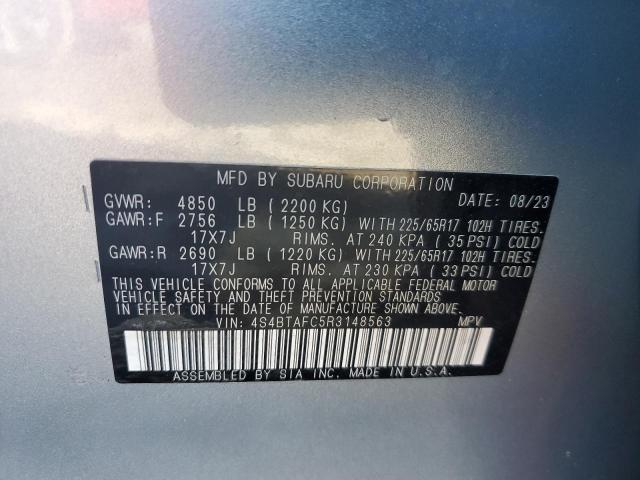 MFD BY SUBARU CORPORATION
GVWR: 4850 LB ( 2200 KG) DATE: 08/23
GAWR:F 2756 LB ( 1250 KG) WITH 225/65R17 102H TIRES.
17X7J RIMS. AT 240 KPA ( 35 PSI) COLD
GAWR:R 2690 LB ( 1220 KG) WITH 225/65R17 102H TIRES.
17X7J RIMS. AT 230 KPA ( 33 PSI) COLD
THIS VEHICLE CONFORMS TO ALL APPLICABLE FEDERAL MOTOR
VEHICLE SAFETY AND THEFT PREVENTION STANDARDS
IN EFFECT ON THE DATE OF MANUFACTURE SHOWN ABOVE.
VIN: 4S4BTAFC5R3148563 MPV
ASSEMBLED BY SIA INC. MADE IN U.S.A.